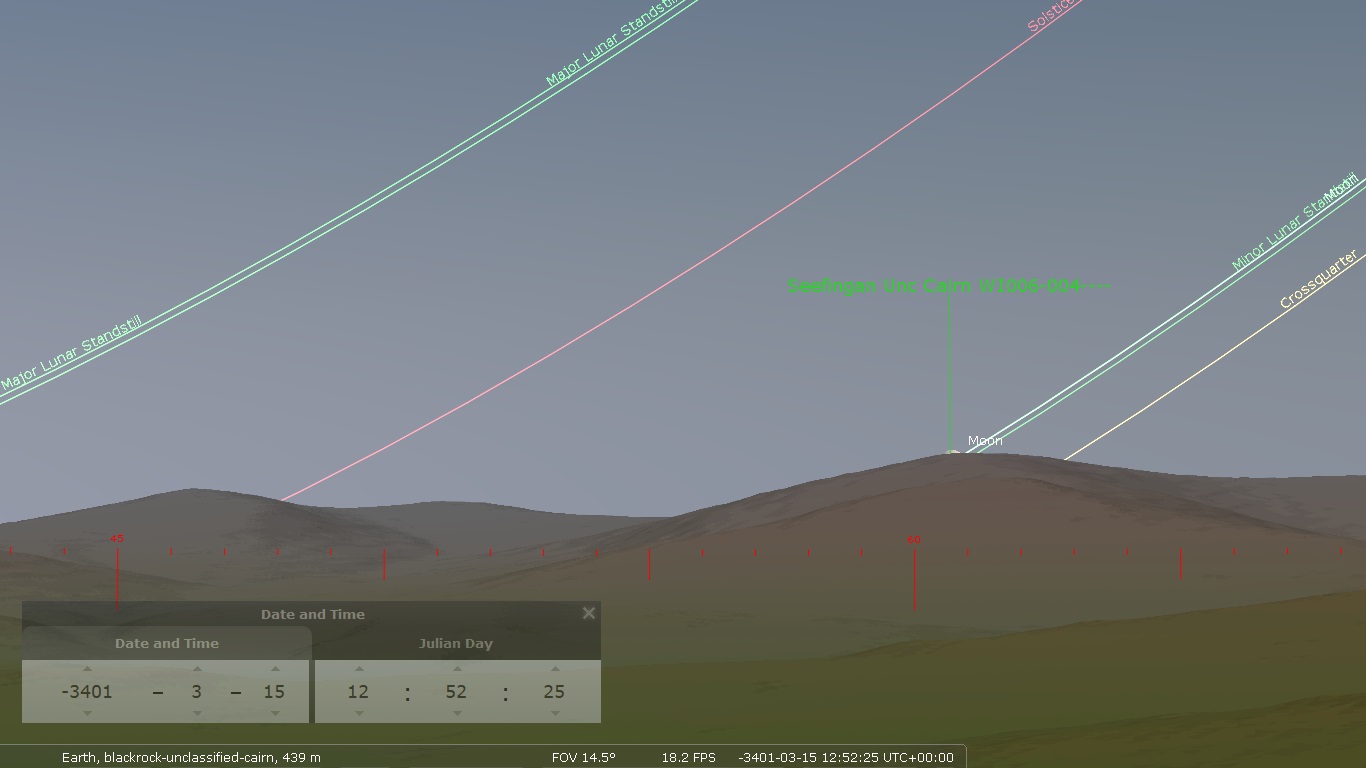 Major Lunar Standstill
Solstice
Moon
Minor Lunar Standstill
Major Lunar Standstill
Crossquarter
Seefingan Unc Cairn W1006-004
Moon
45
60
Date and Time
Date and Time Julian Day
-3401 – 3 – 15 12 : 52 : 25
Earth, blackrock-unclassified-cairn, 439 m FOV 14.5° 18.2 FPS -3401-03-15 12:52:25 UTC+00:00